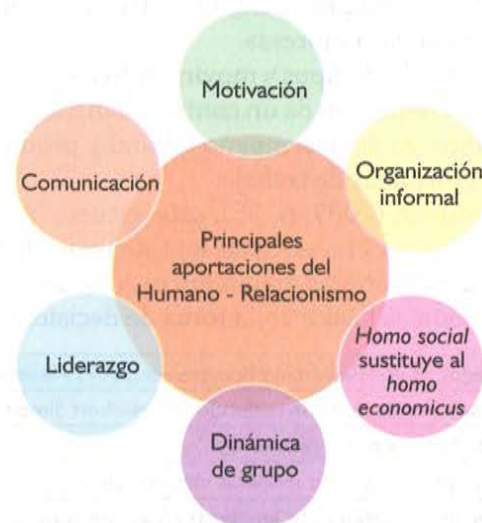 Motivación
Comunicación
Organización
informal
Principales
aportaciones del
Humano - Relacionismo
Liderazgo
Homo social
sustituye al
homo
economicus
Dinámica
de grupo